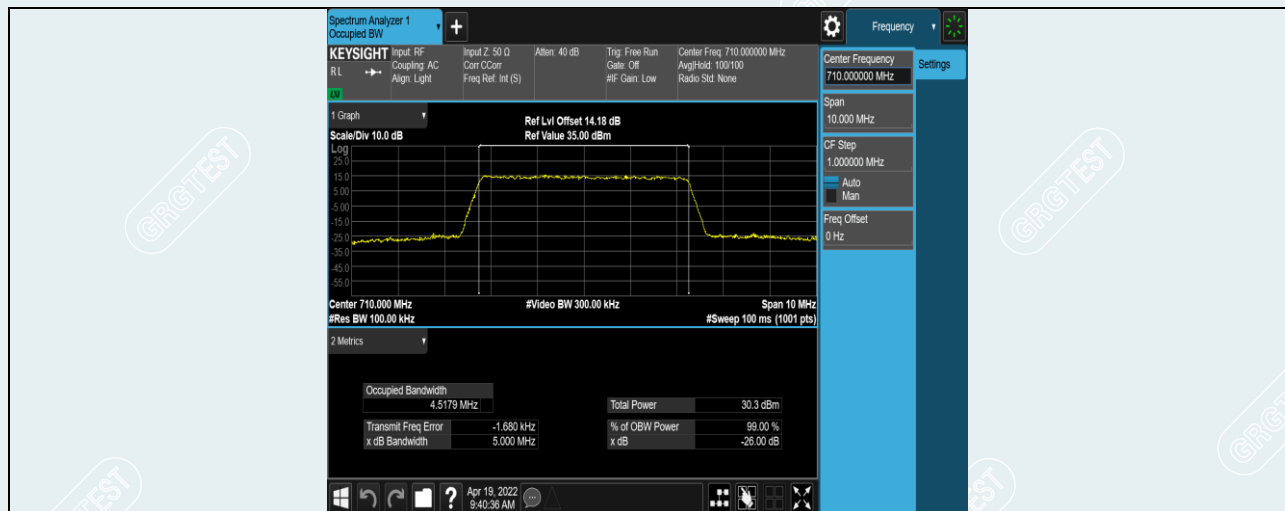 Spectrum Analyzer 1
Occupied BW
+
Frequency
KEYSIGHT
RL
LXI
Input: RF
Coupling: AC
Align: Light
Input Z: 50 Ω
Corr CCorr
Freq Ref: Int (S)
Atten: 40 dB
Trig: Free Run
Gate: Off
#IF Gain: Low
Center Freq: 710.000000 MHz
Avg|Hold: 100/100
Radio Std: None
Center Frequency
710.000000 MHz
Settings
Span
10.000 MHz
CF Step
1.000000 MHz
Auto
Man
Freq Offset
0 Hz
1 Graph
Scale/Div 10.0 dB
Ref Lvl Offset 14.18 dB
Ref Value 35.00 dBm
Log
25.0
15.0
5.00
-5.00
-15.0
-25.0
-35.0
-45.0
-55.0
Center 710.000 MHz
#Video BW 300.00 kHz
Span 10 MHz
#Res BW 100.00 kHz
#Sweep 100 ms (1001 pts)
2 Metrics
Occupied Bandwidth
4.5179 MHz
Total Power 30.3 dBm
Transmit Freq Error -1.680 kHz
% of OBW Power 99.00 %
x dB Bandwidth 5.000 MHz
x dB -26.00 dB
?
Apr 19, 2022
9:40:36 AM
GRGTEST
GRGTEST
GRGTEST
GRGTEST